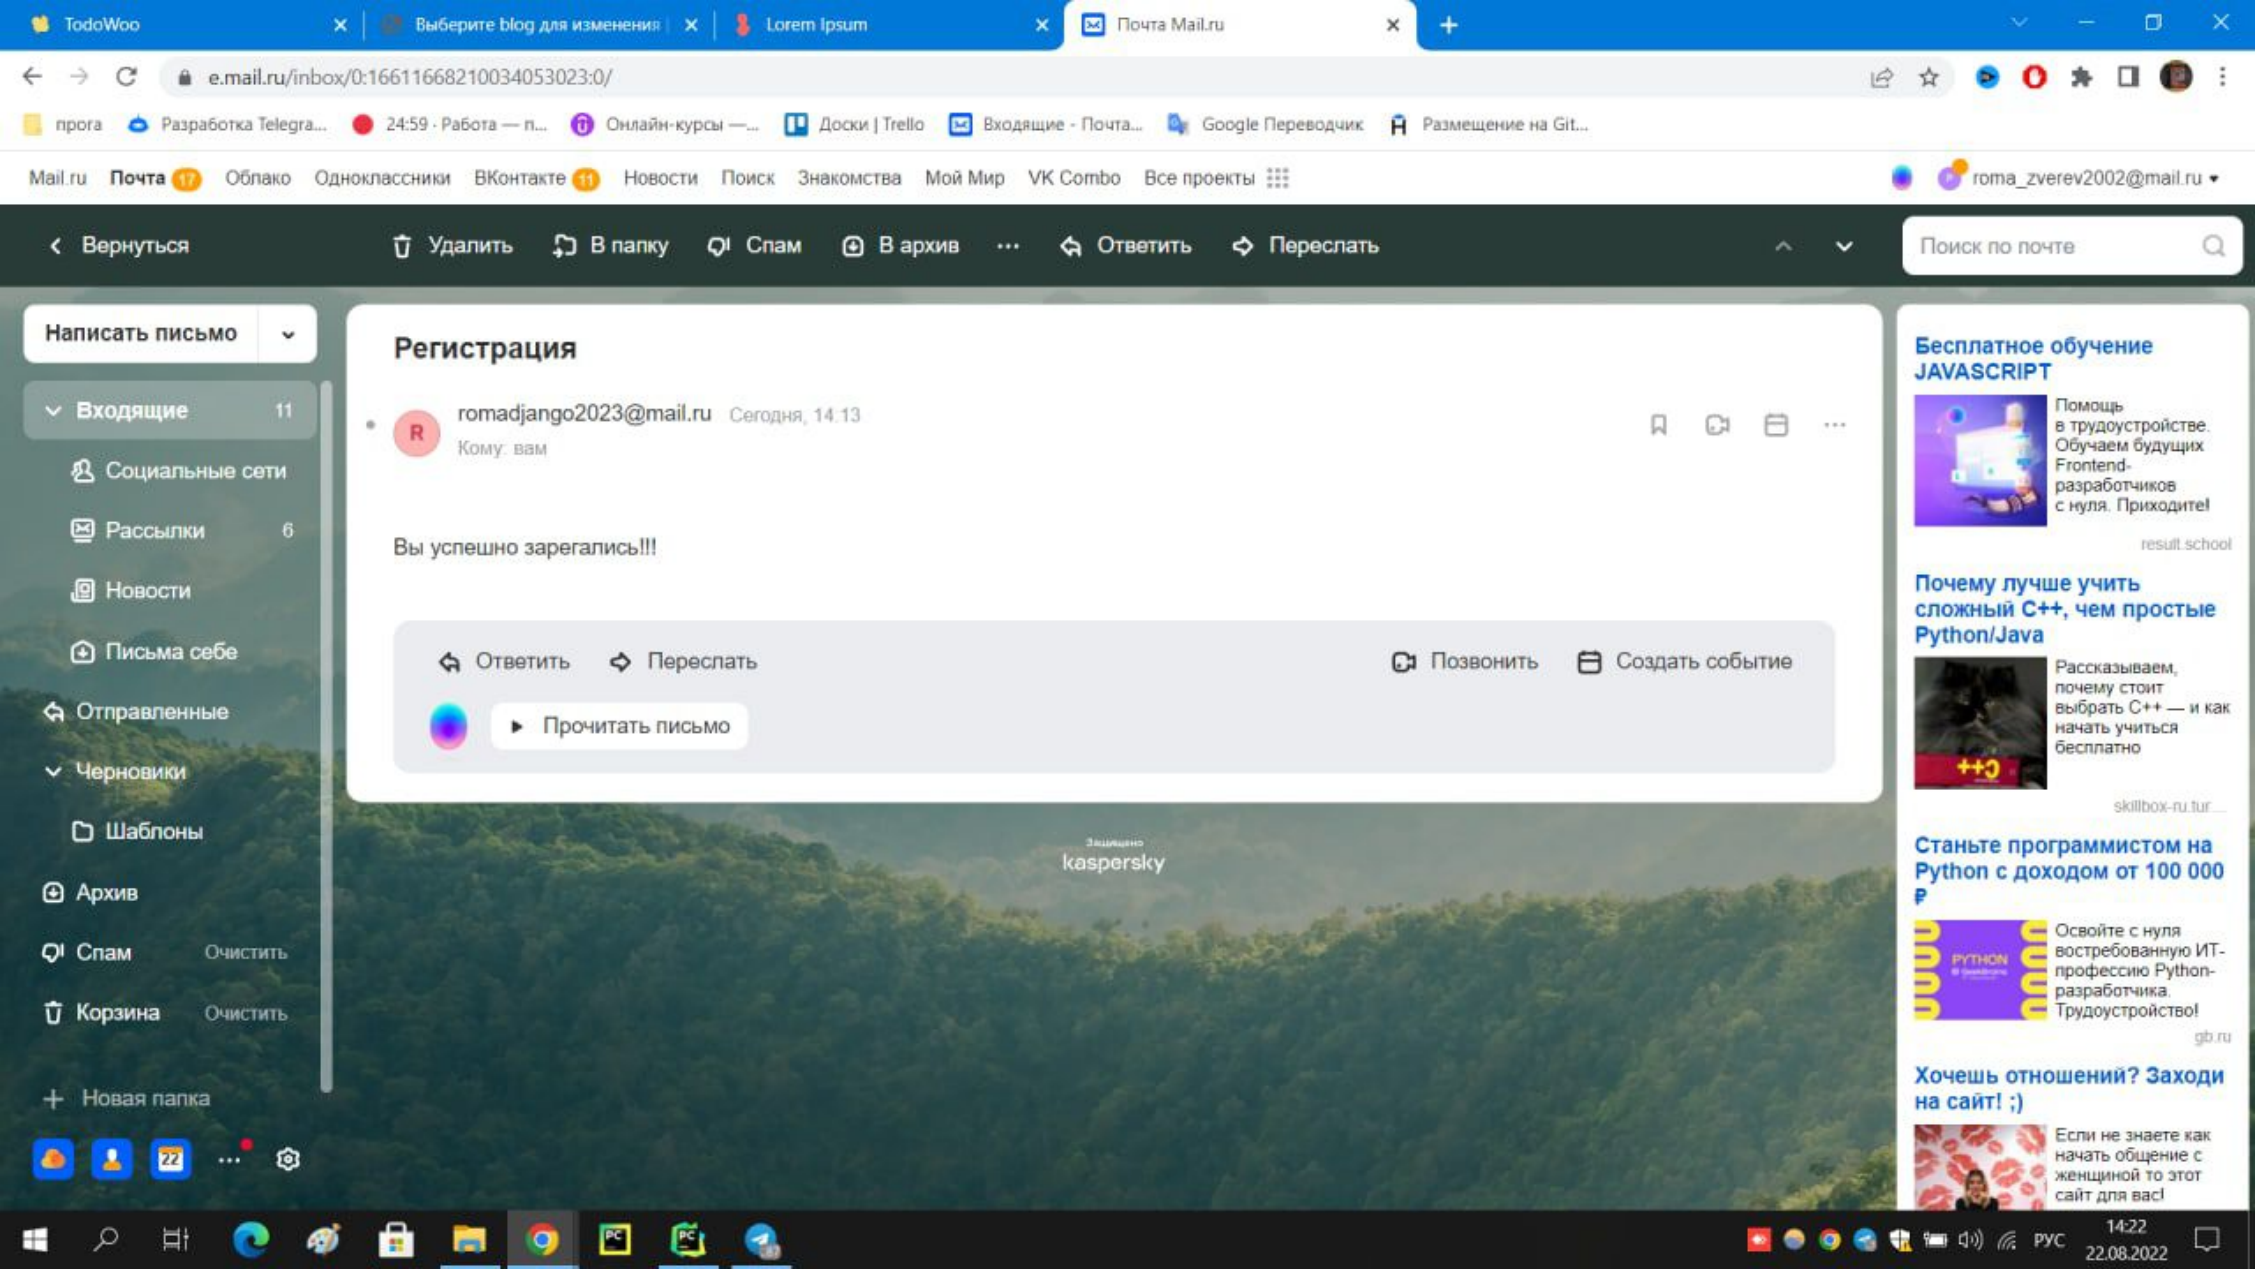 TodoWoo
Выберите blog для изменения
Lorem Ipsum
Почта Mail.ru
e.mail.ru/inbox/0:16611668210034053023:0/
прога
Разработка Telegra...
24:59 · Работа — п...
Онлайн-курсы —...
Доски | Trello
Входящие - Почта...
Google Переводчик
Размещение на Git...
Mail.ru
Почта 17
Облако
Одноклассники
ВКонтакте 11
Новости
Поиск
Знакомства
Мой Мир
VK Combo
Все проекты
roma_zverev2002@mail.ru
Вернуться
Удалить
В папку
Спам
В архив
Ответить
Переслать
Поиск по почте
Написать письмо
Входящие 11
Социальные сети
Рассылки 6
Новости
Письма себе
Отправленные
Черновики
Шаблоны
Архив
Спам Очистить
Корзина Очистить
Новая папка
22
Регистрация
R
romadjango2023@mail.ru Сегодня, 14:13
Кому: вам
Вы успешно зарегались!!!
Ответить
Переслать
Позвонить
Создать событие
Прочитать письмо
Защищено
kaspersky
Бесплатное обучение
JAVASCRIPT
Помощь
в трудоустройстве.
Обучаем будущих
Frontend-
разработчиков
с нуля. Приходите!
result.school
Почему лучше учить
сложный C++, чем простые
Python/Java
Рассказываем,
почему стоит
выбрать C++ — и как
начать учиться
бесплатно
C++
skillbox-ru.tur...
Станьте программистом на
Python с доходом от 100 000
₽
PYTHON
Освойте с нуля
востребованную ИТ-
профессию Python-
разработчика.
Трудоустройство!
gb.ru
Хочешь отношений? Заходи
на сайт! ;)
Если не знаете как
начать общение с
женщиной то этот
сайт для вас!
PC
PC
РУС
14:22
22.08.2022